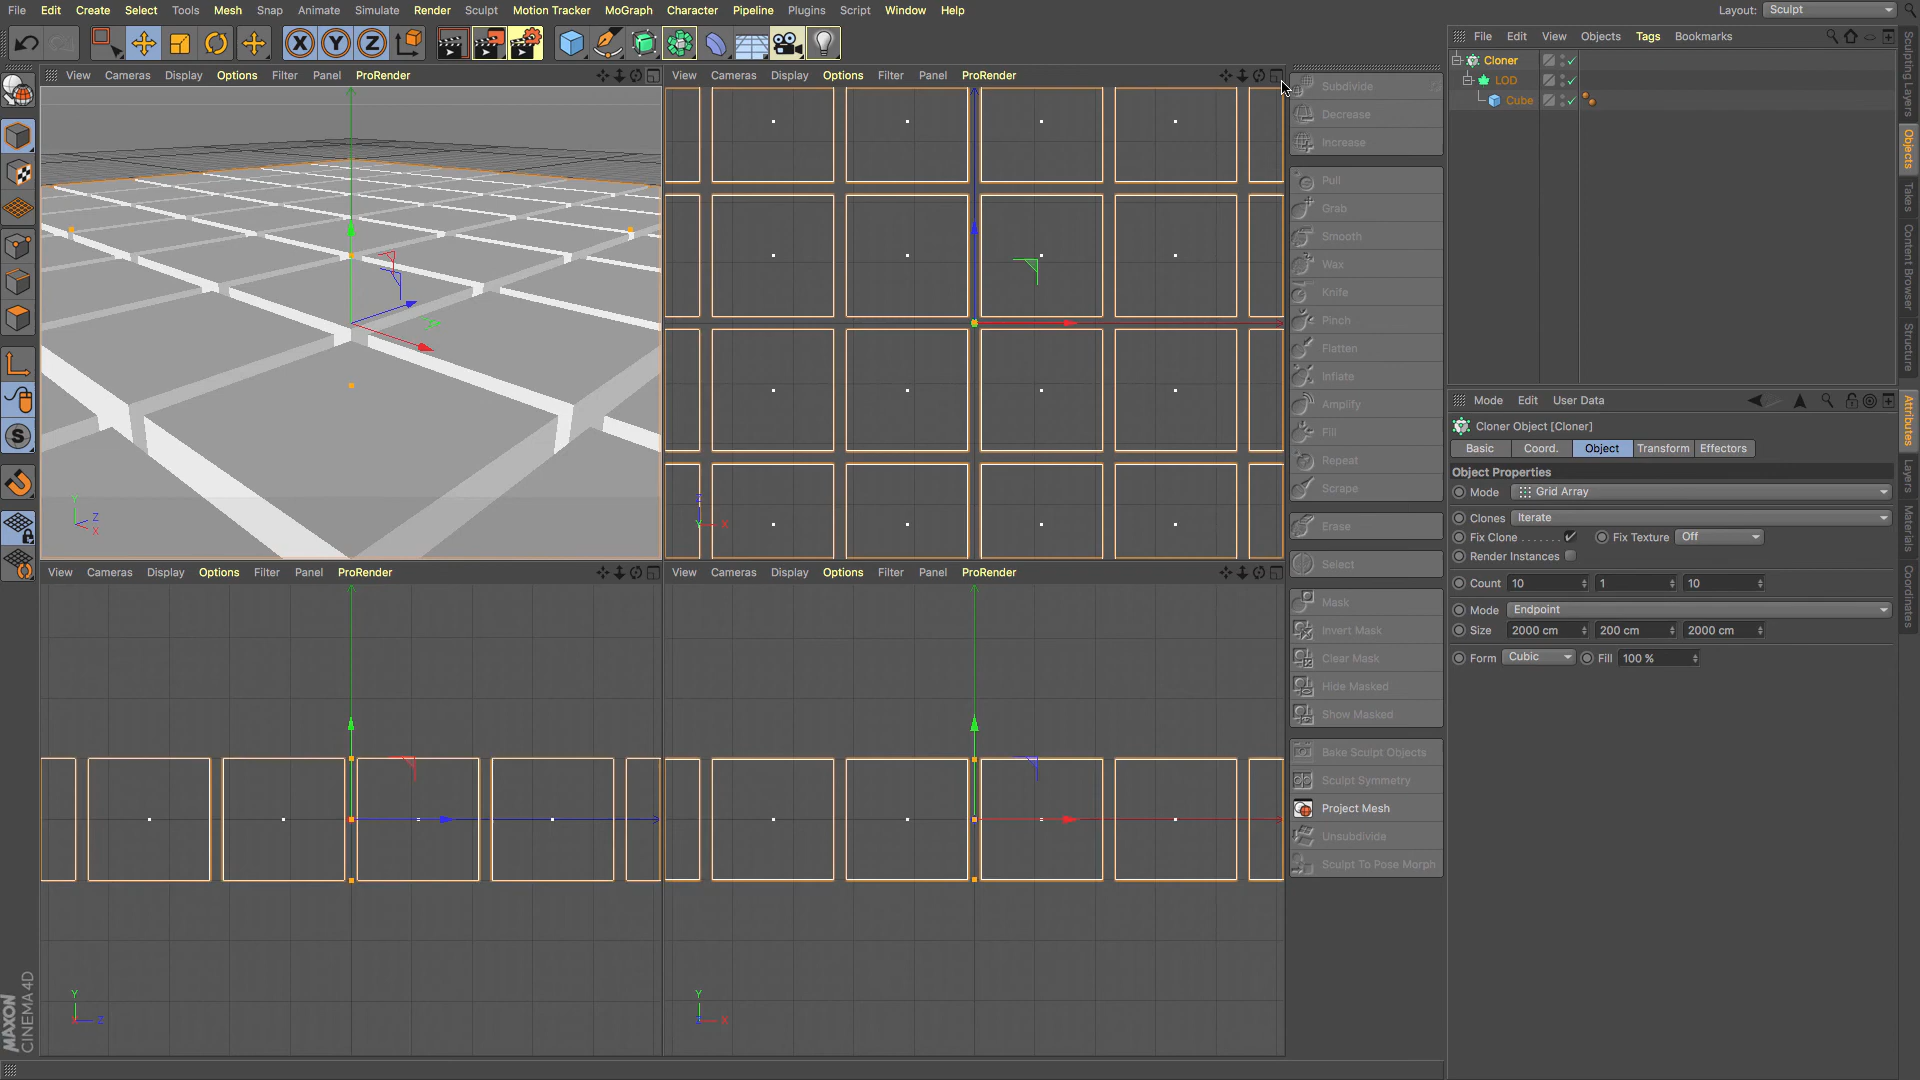 File Edit Create Select Tools Mesh Snap Animate Simulate Render Sculpt Motion Tracker MoGraph Character Pipeline Plugins Script Window Help Layout: Sculpt
X Y Z
File Edit View Objects Tags Bookmarks
View Cameras Display Options Filter Panel ProRender
View Cameras Display Options Filter Panel ProRender
Cloner
LOD
Cube
Subdivide
Decrease
Increase
Pull
Grab
Smooth
Wax
Knife
Pinch
Flatten
Inflate
Amplify
Fill
Repeat
Scrape
Erase
Select
Mask
Invert Mask
Clear Mask
Hide Masked
Show Masked
Bake Sculpt Objects
Sculpt Symmetry
Project Mesh
Unsubdivide
Sculpt To Pose Morph
Mode Edit User Data
Cloner Object [Cloner]
Basic Coord. Object Transform Effectors
Object Properties
Mode Grid Array
Clones Iterate
Fix Clone . . . . . . . Fix Texture Off
Render Instances
Count 10 1 10
Mode Endpoint
Size 2000 cm 200 cm 2000 cm
Form Cubic Fill 100 %
Sculpting Layers
Objects
Takes
Content Browser
Structure
Attributes
Layers
Materials
Coordinates
S
Y
Z
X
Z
Y
X
View Cameras Display Options Filter Panel ProRender
View Cameras Display Options Filter Panel ProRender
Y
X
Z
Y
Z
X
MAXON
CINEMA 4D